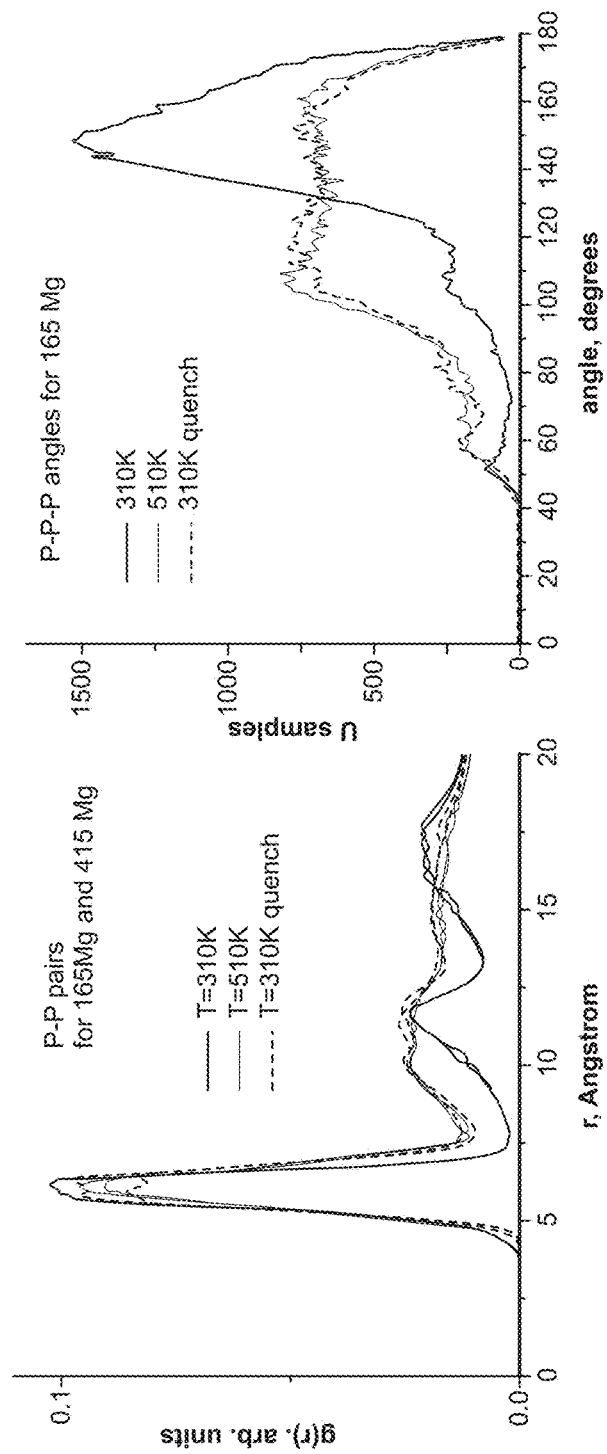 P-P pairs
for 165Mg and 415 Mg
T=310K
T=510K
T=310K quench
g(r). arb. units
0.1
0.0
0
5
10
15
20
r, Angstrom
P-P-P angles for 165 Mg
310K
510K
310K quench
U samples
1500
1000
500
0
0
20
40
60
80
100
120
140
160
180
angle, degrees